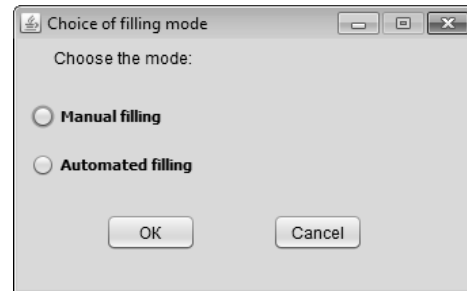 Choice of filling mode
Choose the mode:
Manual filling
Automated filling
OK
Cancel